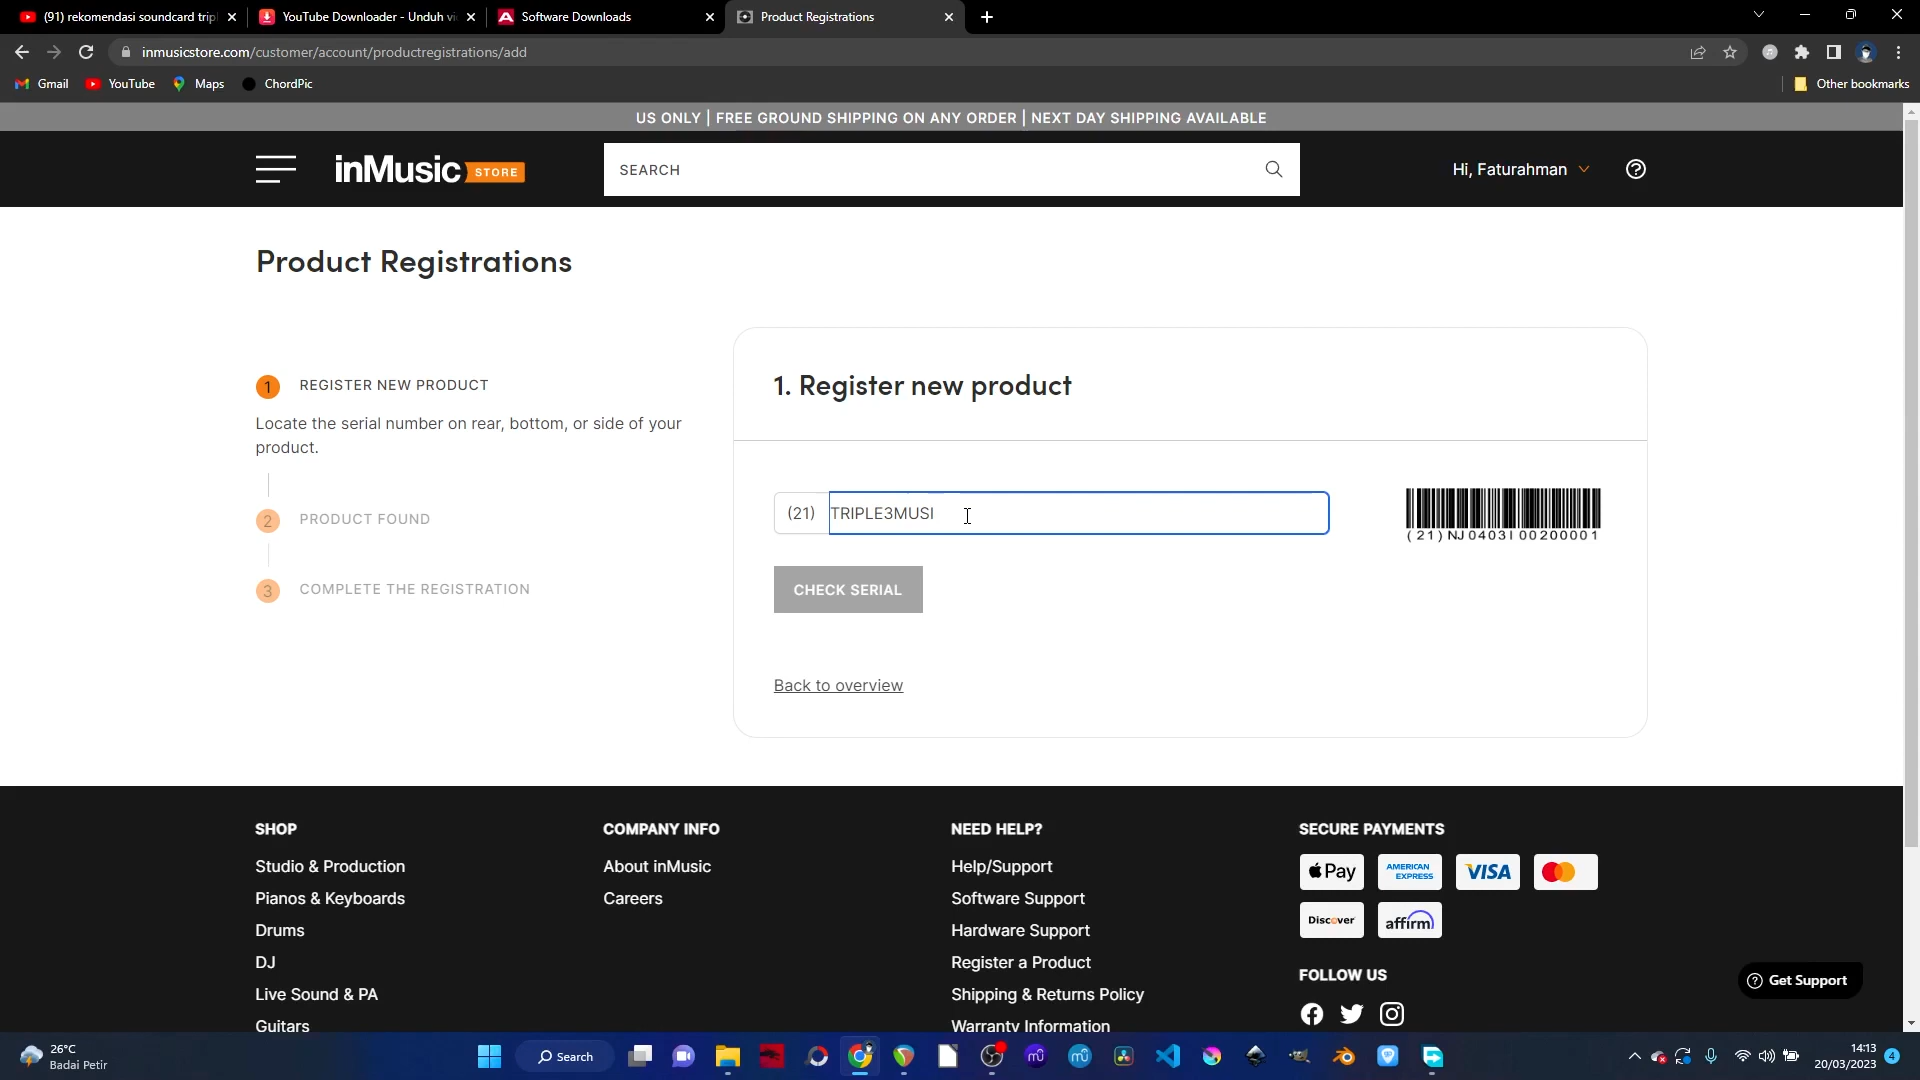 (91) rekomendasi soundcard trip
YouTube Downloader - Unduh vi
Software Downloads
Product Registrations
inmusicstore.com/customer/account/productregistrations/add
Gmail
YouTube
Maps
ChordPic
Other bookmarks
US ONLY | FREE GROUND SHIPPING ON ANY ORDER | NEXT DAY SHIPPING AVAILABLE
inMusic STORE
SEARCH
Hi, Faturahman
Product Registrations
1 REGISTER NEW PRODUCT
Locate the serial number on rear, bottom, or side of your
product.
2 PRODUCT FOUND
3 COMPLETE THE REGISTRATION
1. Register new product
(21) TRIPLE3MUSI
(21)NJ0403I00200001
CHECK SERIAL
Back to overview
SHOP
Studio & Production
Pianos & Keyboards
Drums
DJ
Live Sound & PA
Guitars
COMPANY INFO
About inMusic
Careers
NEED HELP?
Help/Support
Software Support
Hardware Support
Register a Product
Shipping & Returns Policy
Warranty Information
SECURE PAYMENTS
Pay
AMERICAN
EXPRESS
VISA
Discover
affirm
FOLLOW US
Get Support
26°C
Badai Petir
Search
14:13
20/03/2023
4